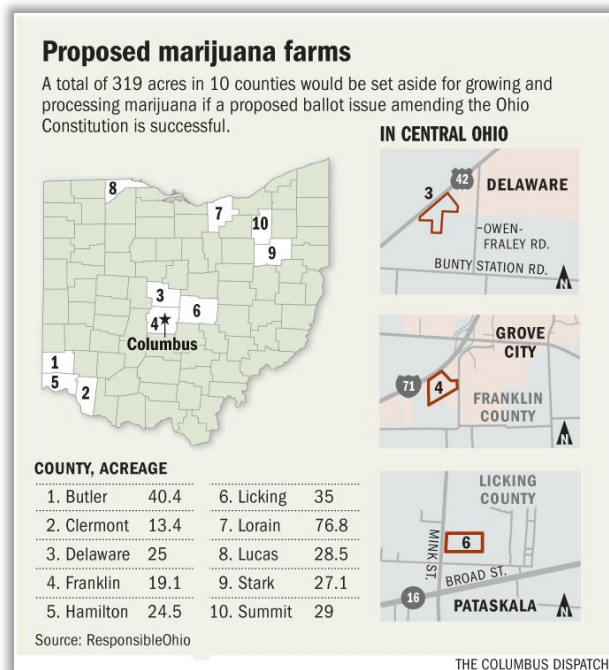 Proposed marijuana farms
A total of 319 acres in 10 counties would be set aside for growing and
processing marijuana if a proposed ballot issue amending the Ohio
Constitution is successful.
8
7
10
9
3
6
4
Columbus
1
5
2
COUNTY, ACREAGE
1. Butler 40.4
2. Clermont 13.4
3. Delaware 25
4. Franklin 19.1
5. Hamilton 24.5
6. Licking 35
7. Lorain 76.8
8. Lucas 28.5
9. Stark 27.1
10. Summit 29
Source: ResponsibleOhio
IN CENTRAL OHIO
42
3
DELAWARE
OWEN-
FRALEY RD.
BUNTY STATION RD.
N
GROVE
CITY
71
4
FRANKLIN
COUNTY
N
LICKING
COUNTY
6
MINK ST.
BROAD ST.
16
PATASKALA
N
THE COLUMBUS DISPATCH